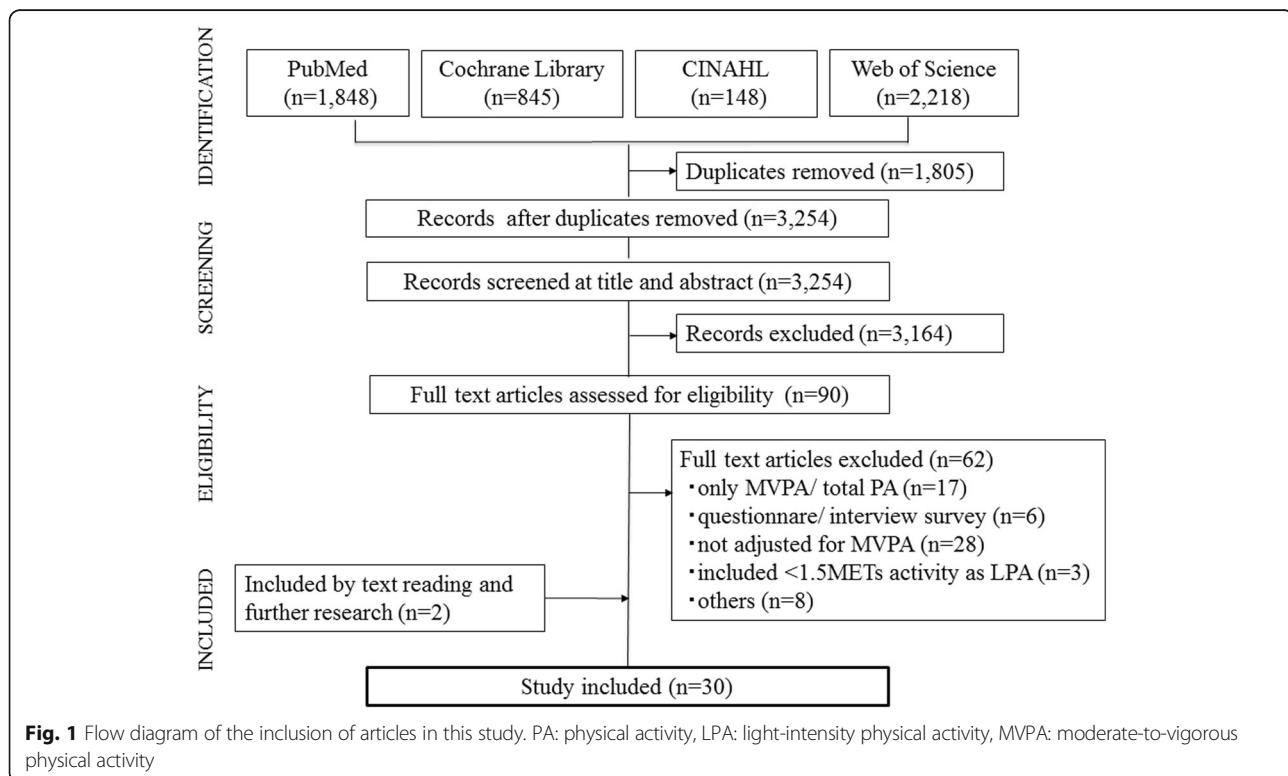 IDENTIFICATION
PubMed
(n=1,848)
Cochrane Library
(n=845)
CINAHL
(n=148)
Web of Science
(n=2,218)
Duplicates removed (n=1,805)
SCREENING
Records after duplicates removed (n=3,254)
Records screened at title and abstract (n=3,254)
Records excluded (n=3,164)
ELIGIBILITY
Full text articles assessed for eligibility (n=90)
Full text articles excluded (n=62)
・only MVPA/ total PA (n=17)
・questionnare/ interview survey (n=6)
・not adjusted for MVPA (n=28)
・included <1.5METs activity as LPA (n=3)
・others (n=8)
INCLUDED
Included by text reading and
further research (n=2)
Study included (n=30)
Fig. 1 Flow diagram of the inclusion of articles in this study. PA: physical activity, LPA: light-intensity physical activity, MVPA: moderate-to-vigorous
physical activity